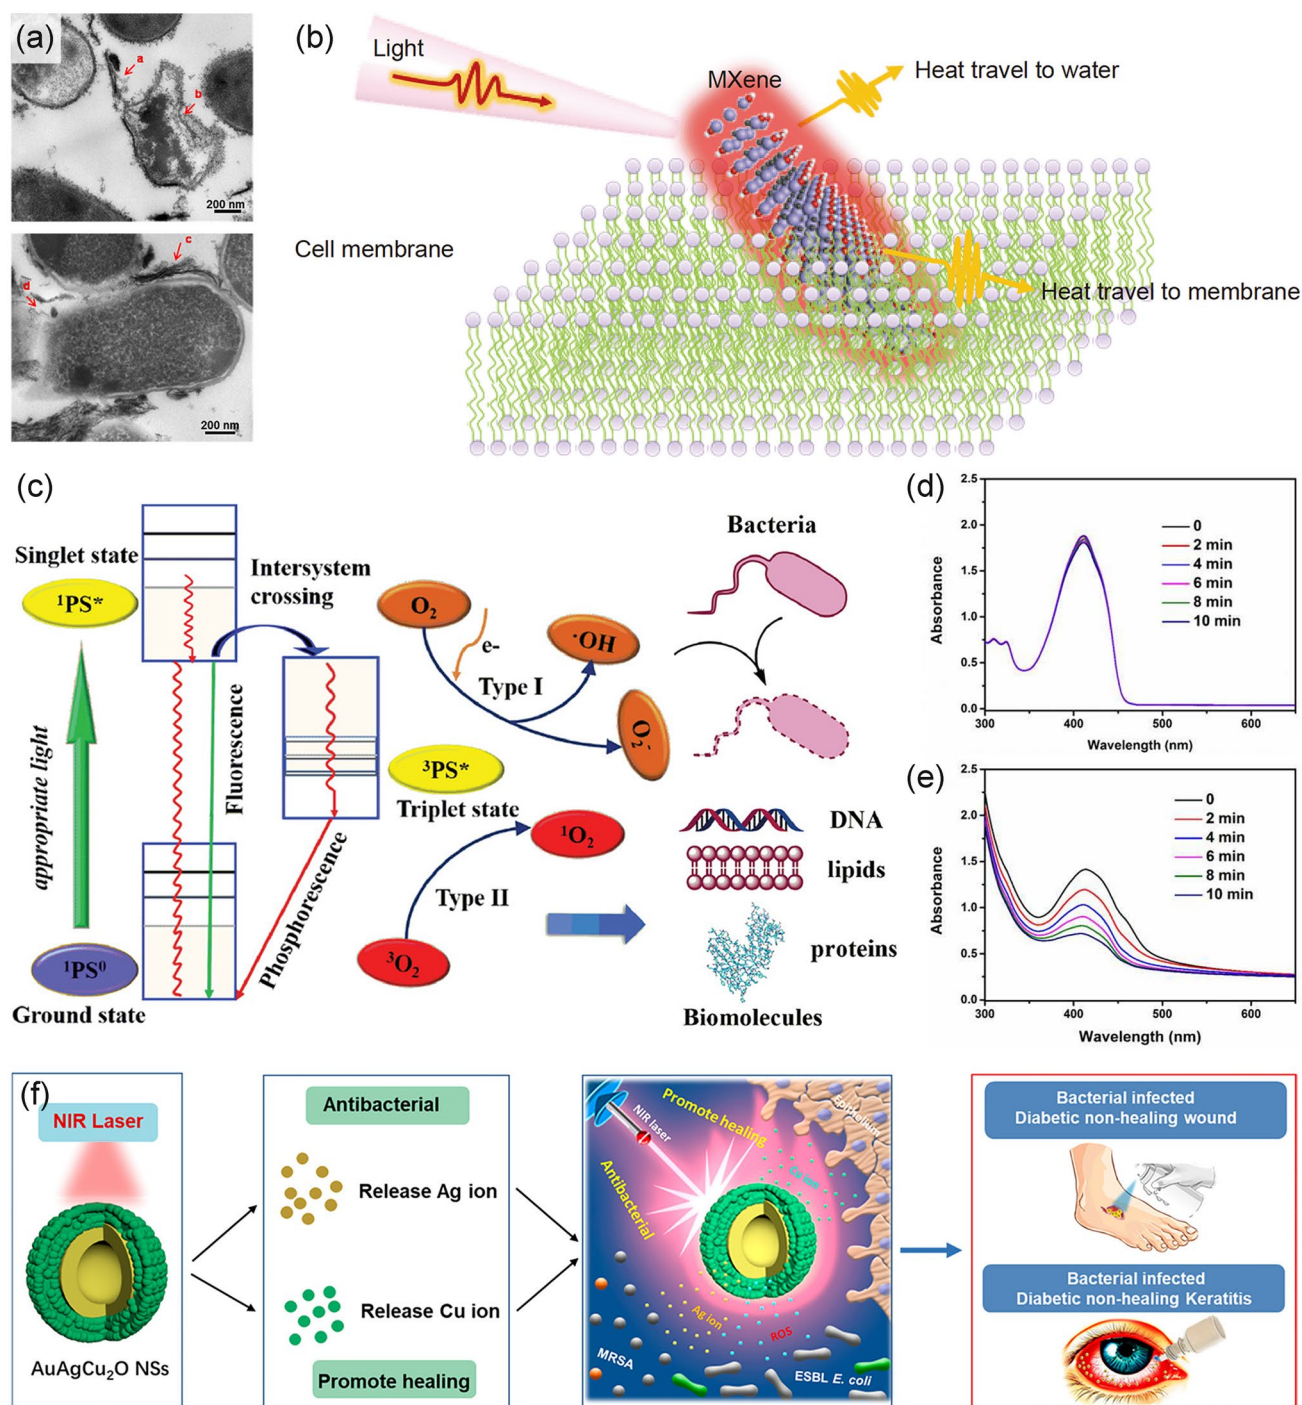 (a)
a
b
200 nm
c
d
200 nm
(b)
Light
MXene
Heat travel to water
Cell membrane
Heat travel to membrane
(c)
Singlet state
¹PS*
appropriate light
¹PS⁰
Ground state
Intersystem
crossing
Fluorescence
Phosphorescence
³PS*
Triplet state
O₂
e-
Type I
·OH
O₂⁻
³O₂
Type II
¹O₂
Bacteria
DNA
lipids
proteins
Biomolecules
(d)
Absorbance
2.5
2.0
1.5
1.0
0.5
0.0
300
400
500
600
Wavelength (nm)
0
2 min
4 min
6 min
8 min
10 min
(e)
Absorbance
2.5
2.0
1.5
1.0
0.5
0.0
300
400
500
600
Wavelength (nm)
0
2 min
4 min
6 min
8 min
10 min
(f)
NIR Laser
AuAgCu₂O NSs
Antibacterial
Release Ag ion
Release Cu ion
Promote healing
NIR laser
Promote healing
Epithelium
Antibacterial
Cu ion
Ag ion
ROS
MRSA
ESBL E. coli
Bacterial infected
Diabetic non-healing wound
Bacterial infected
Diabetic non-healing Keratitis